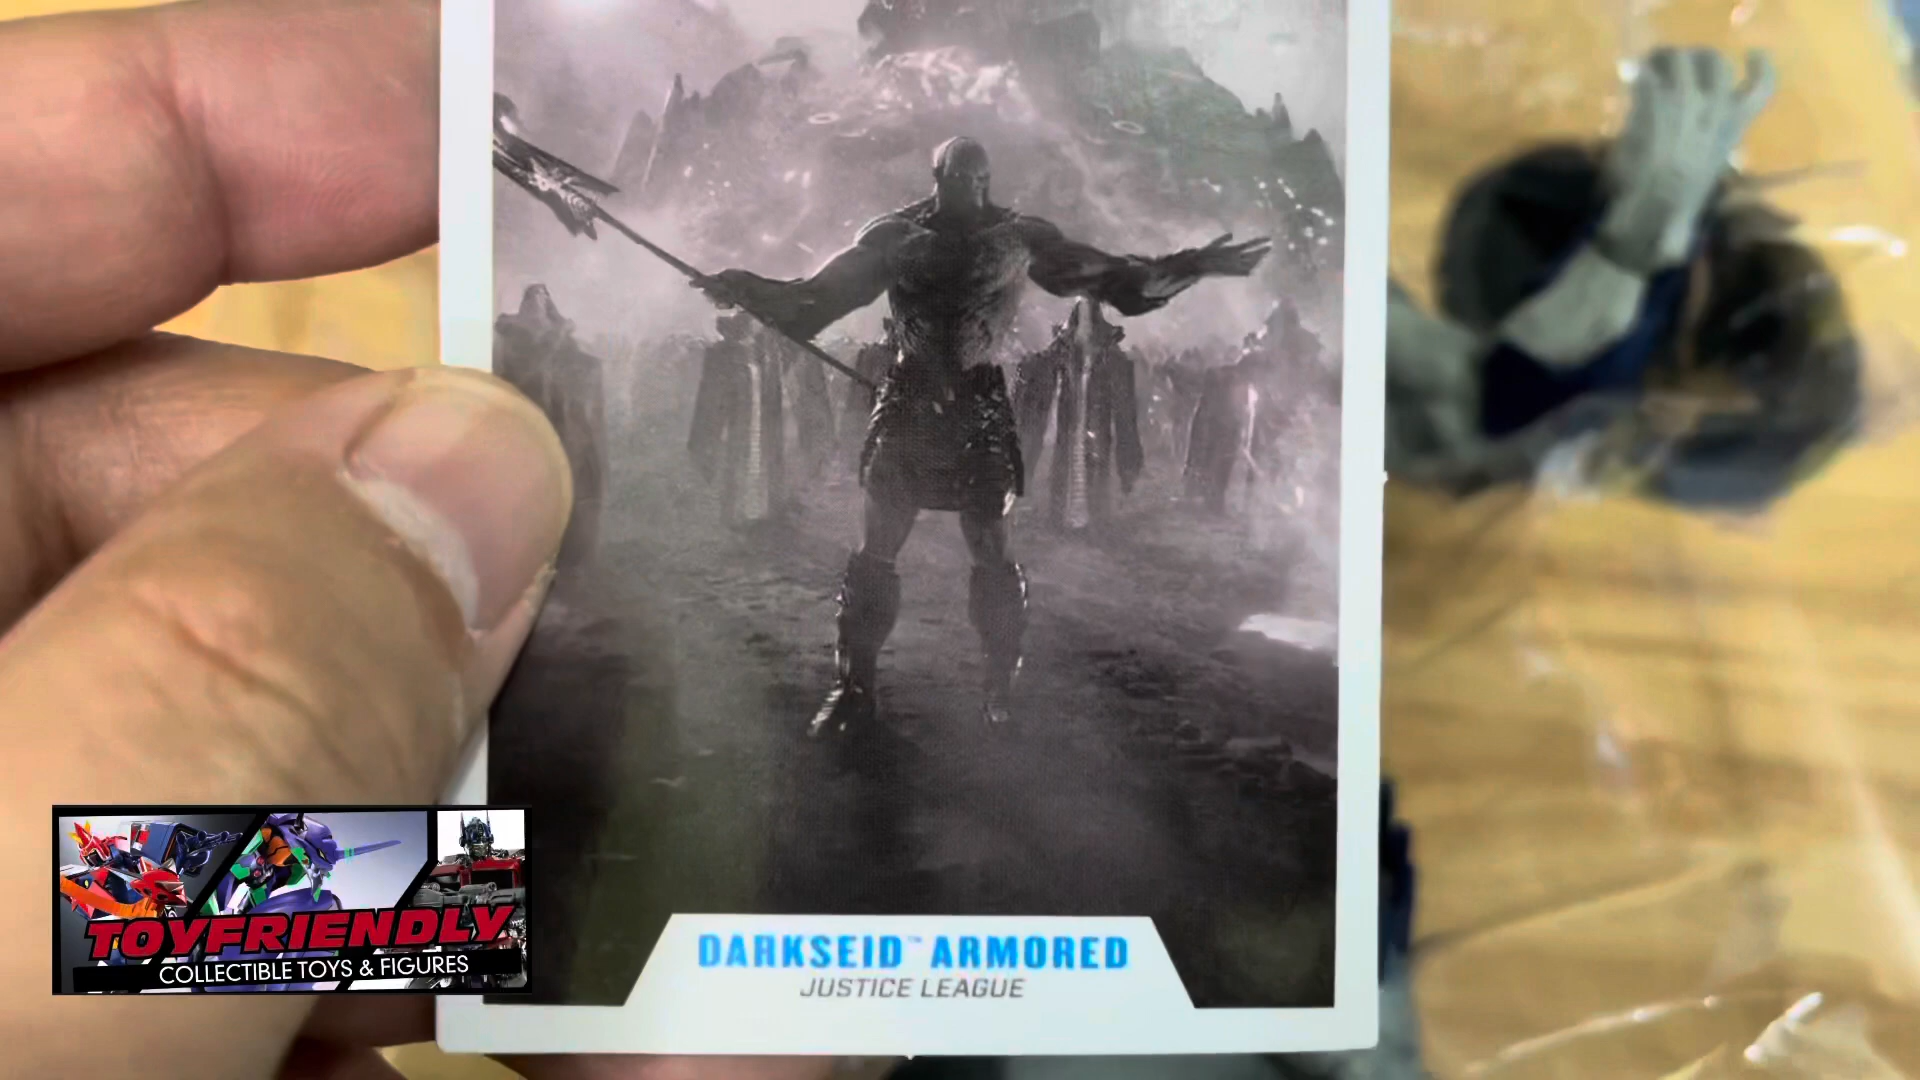 DARKSEID™ ARMORED
JUSTICE LEAGUE
TOYFRIENDLY
COLLECTIBLE TOYS & FIGURES